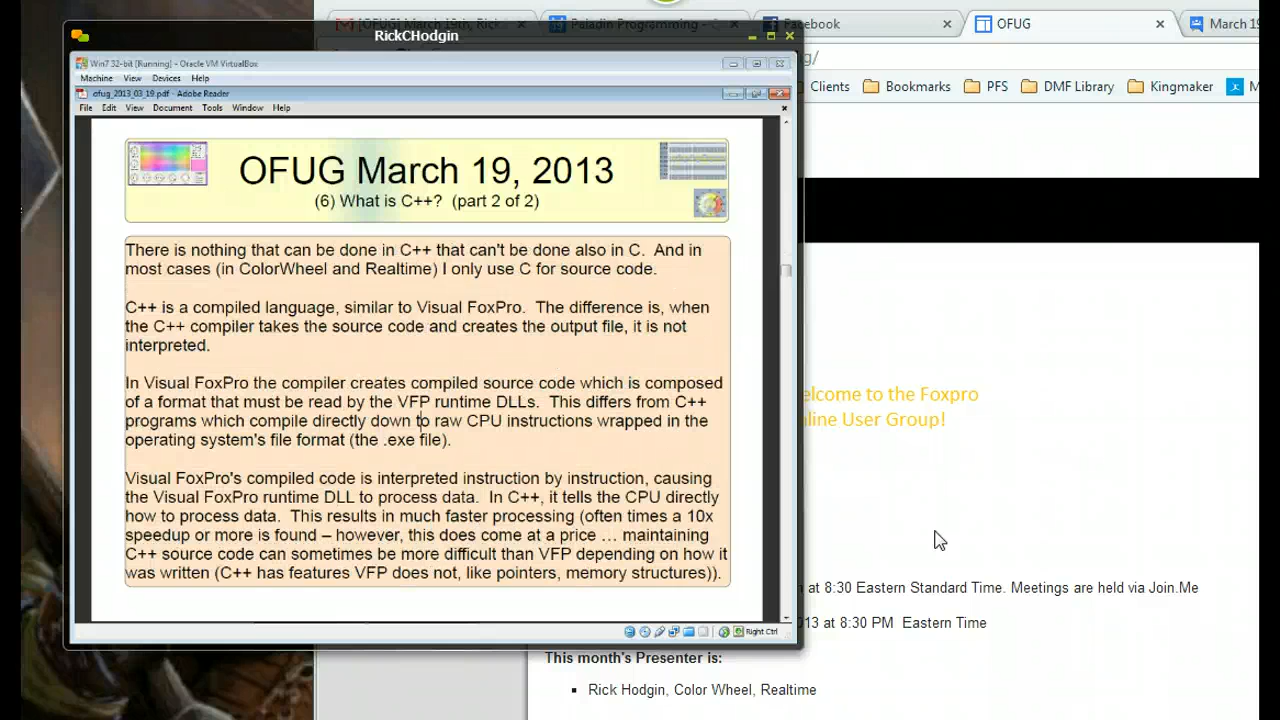 [OFUG] March 19th, Rick
Paladin Programming - 
Facebook
OFUG
March 19
RickCHodgin
g/
Clients
Bookmarks
PFS
DMF Library
Kingmaker
Win7 32-bit [Running] - Oracle VM VirtualBox
Machine View Devices Help
ofug_2013_03_19.pdf - Adobe Reader
File Edit View Document Tools Window Help
OFUG March 19, 2013
(6) What is C++? (part 2 of 2)
There is nothing that can be done in C++ that can't be done also in C. And in
most cases (in ColorWheel and Realtime) I only use C for source code.
C++ is a compiled language, similar to Visual FoxPro. The difference is, when
the C++ compiler takes the source code and creates the output file, it is not
interpreted.
In Visual FoxPro the compiler creates compiled source code which is composed
of a format that must be read by the VFP runtime DLLs. This differs from C++
programs which compile directly down to raw CPU instructions wrapped in the
operating system's file format (the .exe file).
Visual FoxPro's compiled code is interpreted instruction by instruction, causing
the Visual FoxPro runtime DLL to process data. In C++, it tells the CPU directly
how to process data. This results in much faster processing (often times a 10x
speedup or more is found – however, this does come at a price ... maintaining
C++ source code can sometimes be more difficult than VFP depending on how it
was written (C++ has features VFP does not, like pointers, memory structures)).
Right Ctrl
elcome to the Foxpro
nline User Group!
at 8:30 Eastern Standard Time. Meetings are held via Join.Me
013 at 8:30 PM Eastern Time
This month's Presenter is:
Rick Hodgin, Color Wheel, Realtime